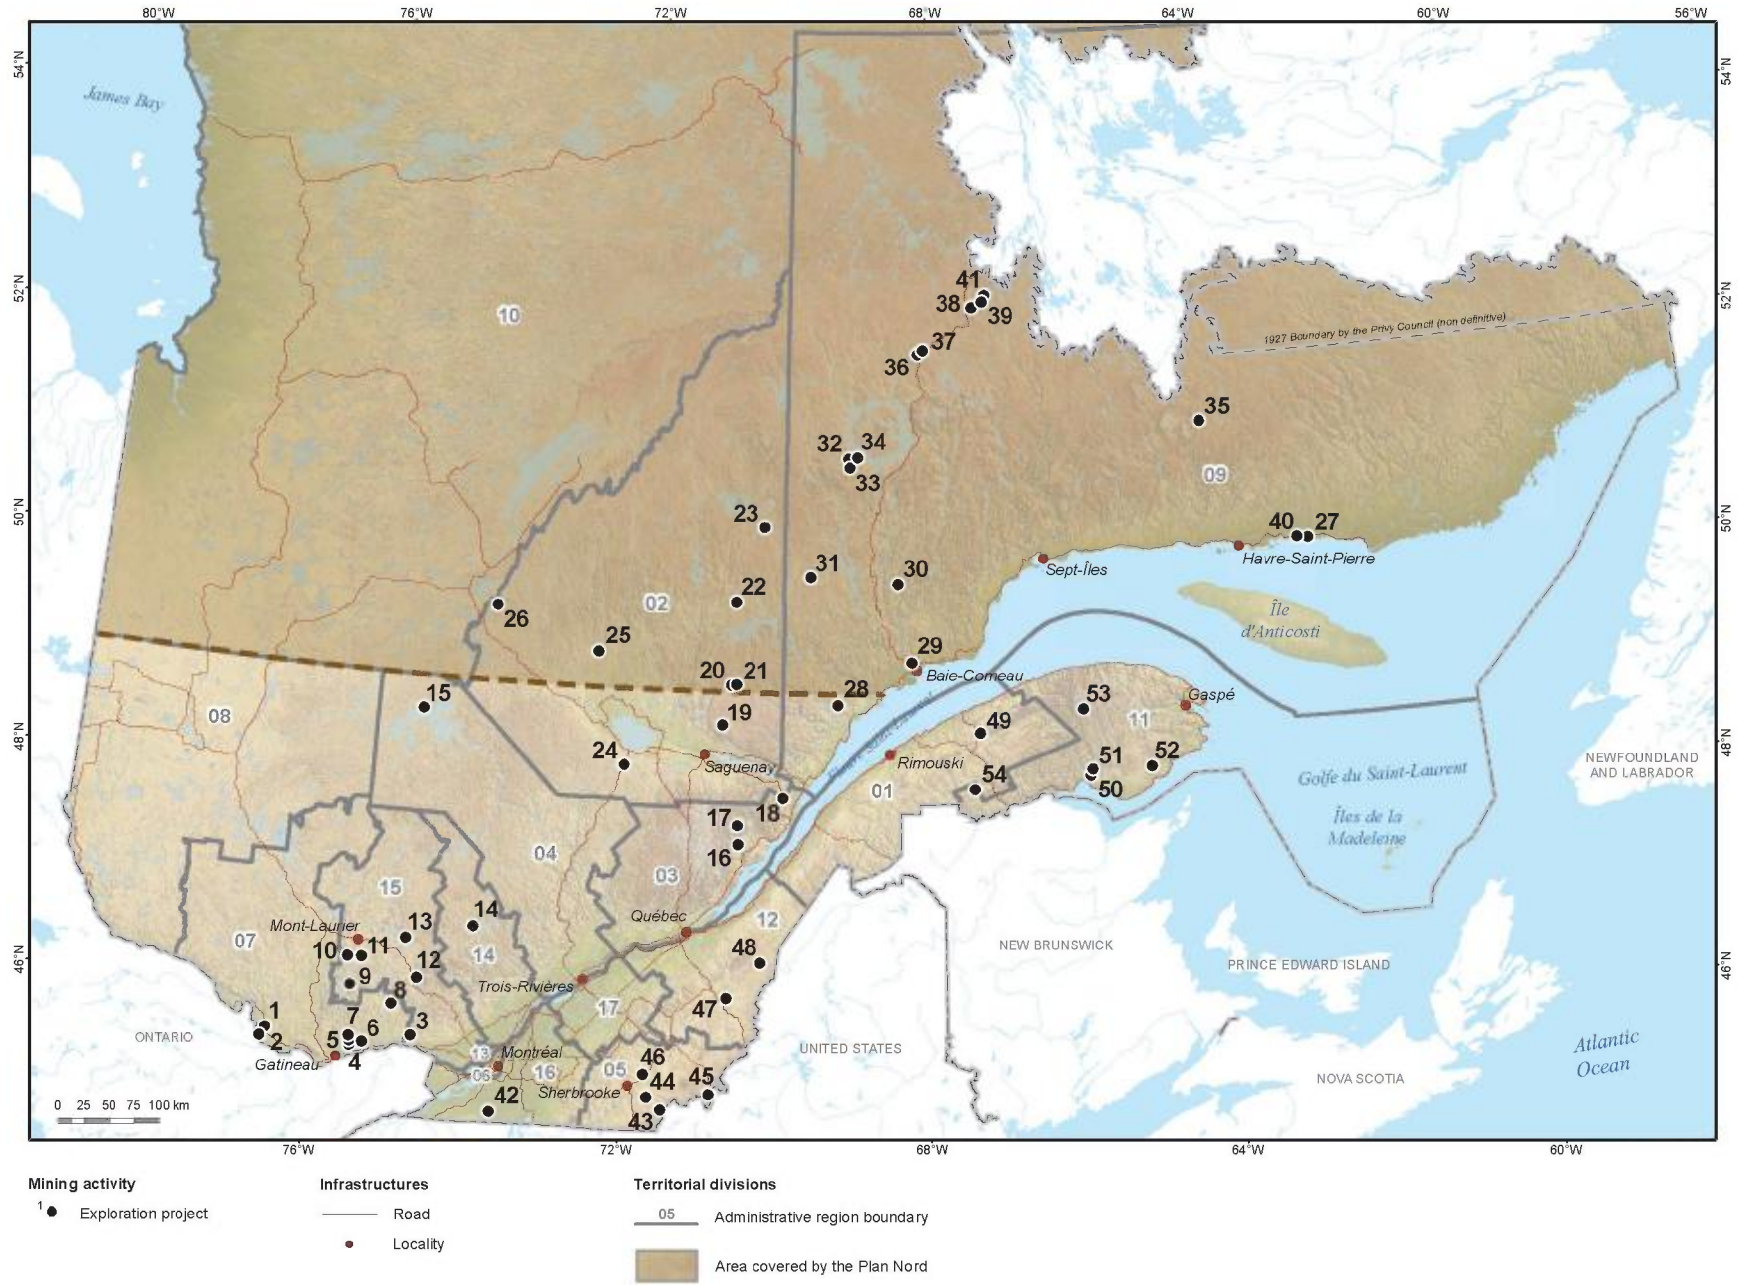 80°W 76°W 72°W 68°W 64°W 60°W 56°W
54°N
54°N
James Bay
52°N
52°N
10
41
38
39
1927 Boundary by the Privy Council (non definitive)
37
36
35
32
34
33
09
50°N
50°N
23
40
27
Havre-Saint-Pierre
Sept-Îles
31
30
22
02
26
Île
d'Anticosti
25
29
20
21
Baie-Comeau
28
15
53
Gaspé
08
19
49
11
48°N
48°N
24
Saguenay
Rimouski
51
52
NEWFOUNDLAND
AND LABRADOR
Golfe du Saint-Laurent
54
50
01
18
17
Îles de la
Madeleine
16
04
03
15
Québec
12
Mont-Laurier
13
14
07
10
11
14
48
NEW BRUNSWICK
46°N
46°N
PRINCE EDWARD ISLAND
12
9
Trois-Rivières
8
47
17
1
7
6
3
2
5
ONTARIO
Gatineau
4
13
Montréal
46
UNITED STATES
Atlantic
Ocean
06
16
05
44
45
NOVA SCOTIA
Sherbrooke
42
43
0 25 50 75 100 km
76°W 72°W 68°W 64°W 60°W
Mining activity
1
Exploration project
Infrastructures
Road
Locality
Territorial divisions
05
Administrative region boundary
Area covered by the Plan Nord